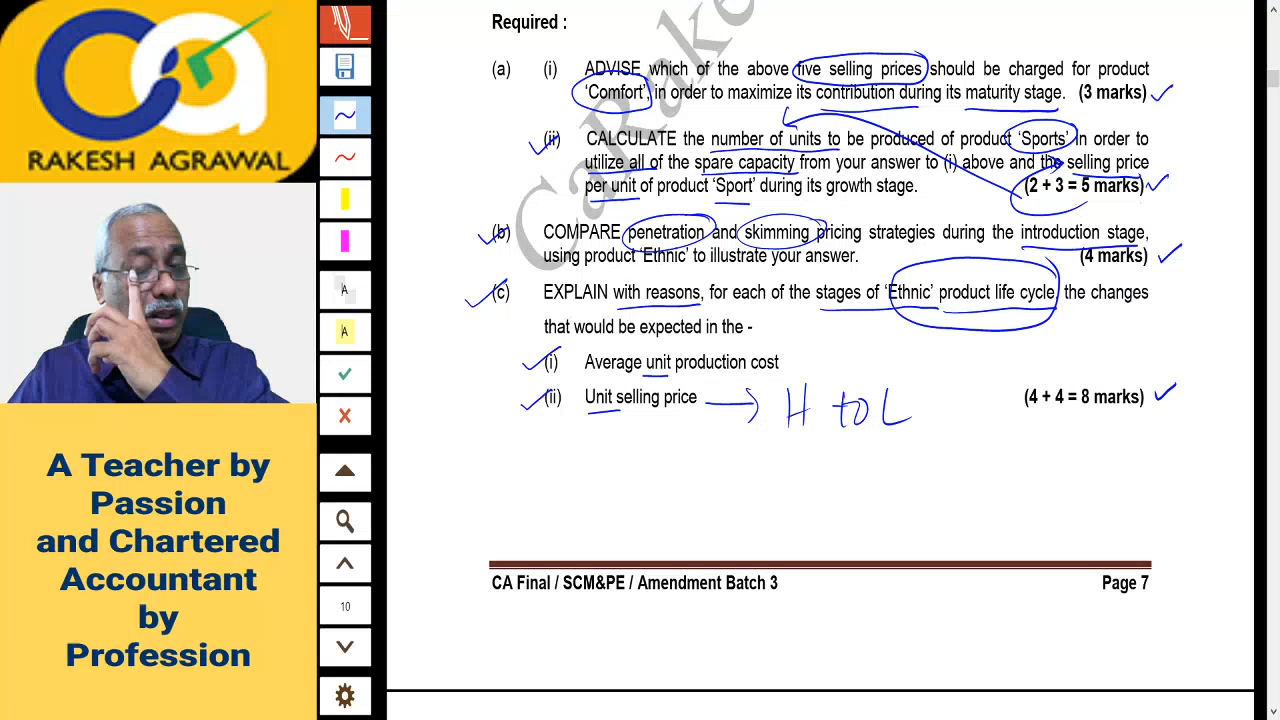 RAKESH AGRAWAL
A Teacher by
Passion
and Chartered
Accountant
by
Profession
A
A
10
CaRake
Required :
(a) (i) ADVISE which of the above five selling prices should be charged for product
'Comfort', in order to maximize its contribution during its maturity stage. (3 marks)
(ii) CALCULATE the number of units to be produced of product 'Sports' in order to
utilize all of the spare capacity from your answer to (i) above and the selling price
per unit of product 'Sport' during its growth stage. (2 + 3 = 5 marks)
(b) COMPARE penetration and skimming pricing strategies during the introduction stage,
using product 'Ethnic' to illustrate your answer. (4 marks)
(c) EXPLAIN with reasons, for each of the stages of 'Ethnic' product life cycle, the changes
that would be expected in the -
(i) Average unit production cost
(ii) Unit selling price → H to L (4 + 4 = 8 marks)
CA Final / SCM&PE / Amendment Batch 3 Page 7